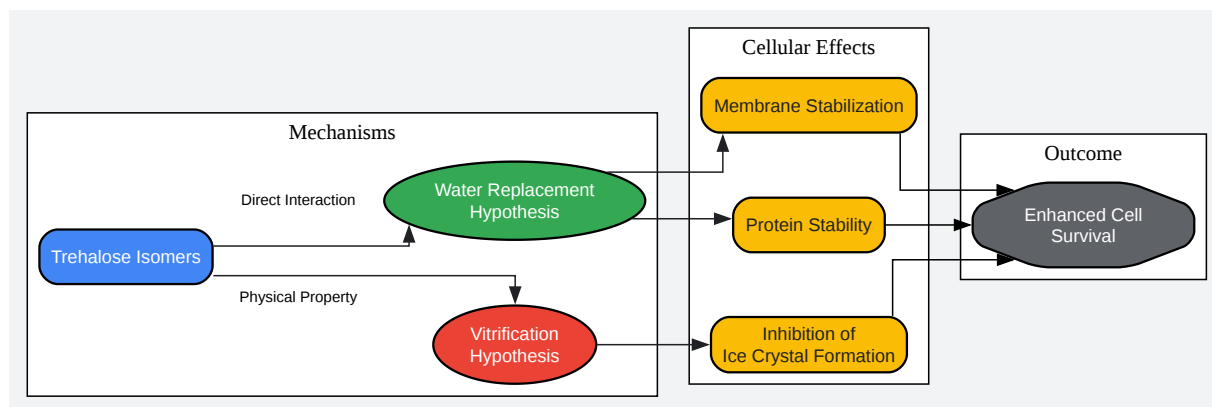 Mechanisms
Trehalose Isomers
Direct Interaction
Physical Property
Water Replacement
Hypothesis
Vitrification
Hypothesis
Cellular Effects
Membrane Stabilization
Protein Stability
Inhibition of
Ice Crystal Formation
Outcome
Enhanced Cell
Survival